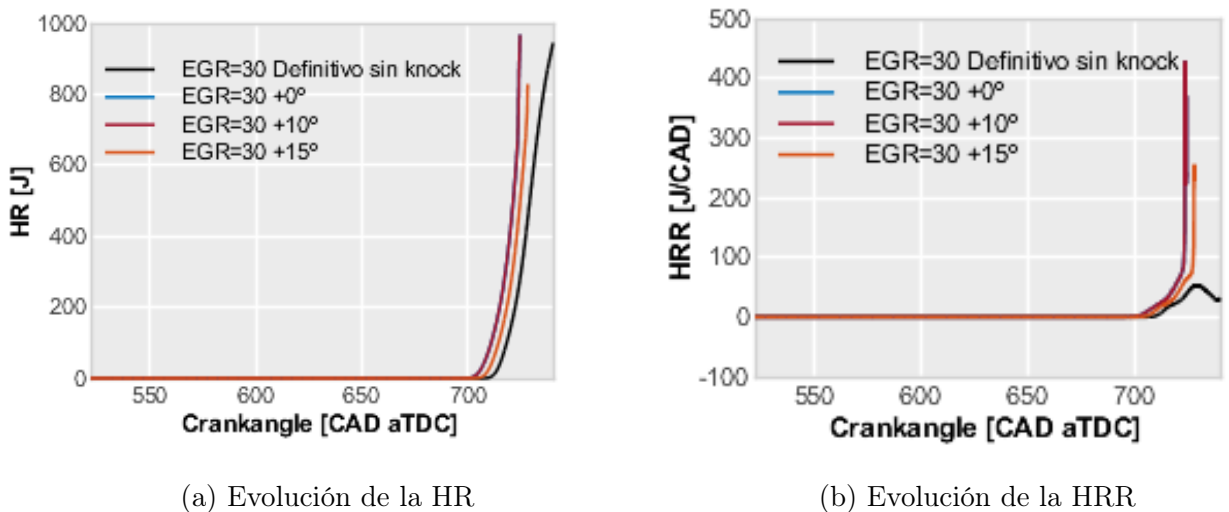 1000
800
600
400
200
0
HR [J]
EGR=30 Definitivo sin knock
EGR=30 +0º
EGR=30 +10º
EGR=30 +15º
550 600 650 700
Crankangle [CAD aTDC]
(a) Evolución de la HR
500
400
300
200
100
0
-100
HRR [J/CAD]
EGR=30 Definitivo sin knock
EGR=30 +0º
EGR=30 +10º
EGR=30 +15º
550 600 650 700
Crankangle [CAD aTDC]
(b) Evolución de la HRR